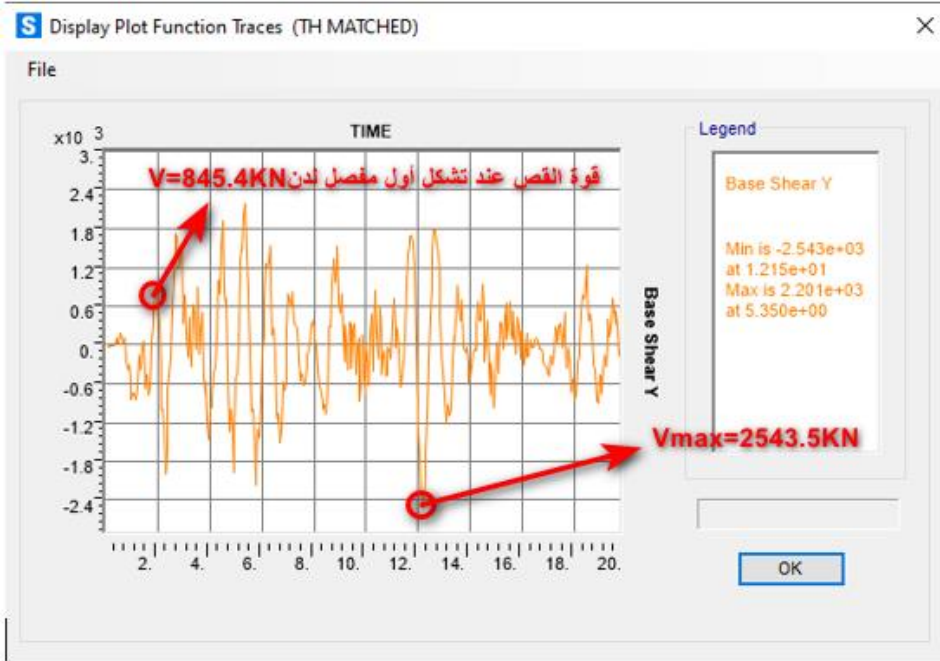 S Display Plot Function Traces (TH MATCHED)
File
TIME
x10 3
3.
2.4
1.8
1.2
0.6
0.
-0.6
-1.2
-1.8
-2.4
2. 4. 6. 8. 10. 12. 14. 16. 18. 20.
قوة القص عند تشكل أول مفصل لدن V=845.4KN
Base Shear Y
Vmax=2543.5KN
Legend
Base Shear Y
Min is -2.543e+03
at 1.215e+01
Max is 2.201e+03
at 5.350e+00
OK